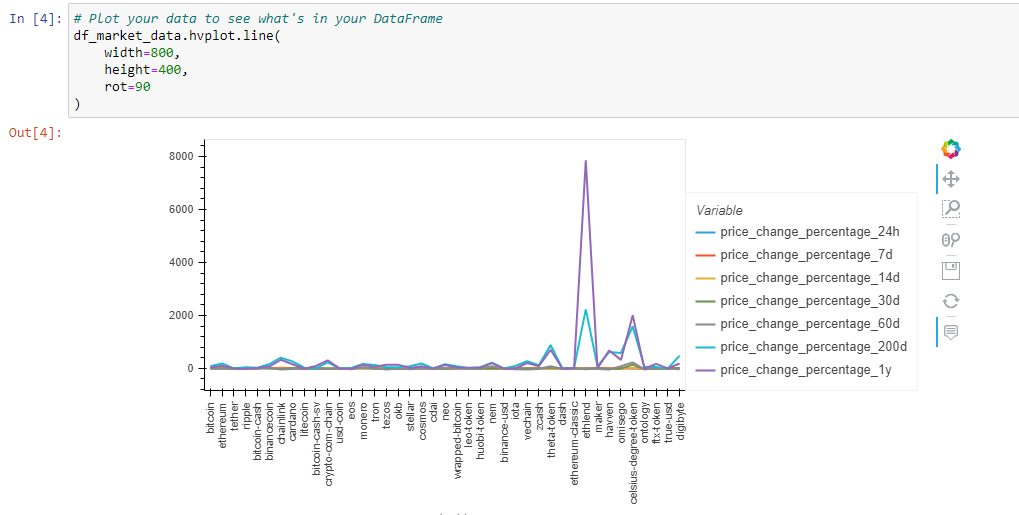 In [4]:
# Plot your data to see what's in your DataFrame
df_market_data.hvplot.line(
    width=800,
    height=400,
    rot=90
)
Out[4]:
8000
6000
4000
2000
0
bitcoin
ethereum
tether
ripple
bitcoin-cash
binancecoin
chainlink
cardano
litecoin
bitcoin-cash-sv
crypto-com-chain
usd-coin
eos
monero
tron
tezos
okb
stellar
cosmos
cdai
neo
wrapped-bitcoin
leo-token
huobi-token
nem
binance-usd
iota
vechain
zcash
theta-token
dash
ethereum-classic
ethlend
maker
haven
omisego
celsius-degree-token
ontology
ftx-token
true-usd
digibyte
Variable
price_change_percentage_24h
price_change_percentage_7d
price_change_percentage_14d
price_change_percentage_30d
price_change_percentage_60d
price_change_percentage_200d
price_change_percentage_1y